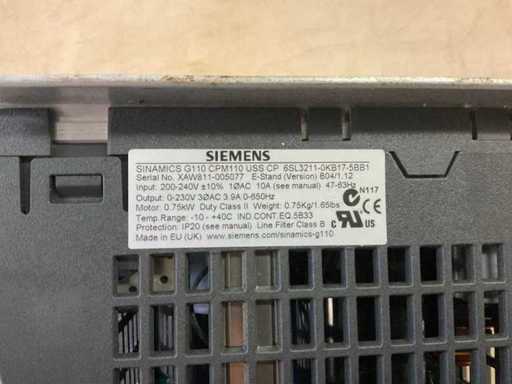 SIEMENS
SINAMICS G110 CPM110 USS CP 6SL3211-0KB17-5BB1
Serial No. XAW811-005077 E-Stand (Version) B04/1.12
Input: 200-240V ±10% 1ØAC 10A (see manual) 47-63Hz
Output: 0-230V 3ØAC 3.9A 0-650Hz
N117
Motor: 0.75kW Duty Class II Weight: 0.75Kg/1.65lbs
Temp.Range: -10 - +40C IND.CONT.EQ.5B33
Protection: IP20 (see manual) Line Filter Class B
C UL US
Made in EU (UK) www.siemens/sinamics-g110